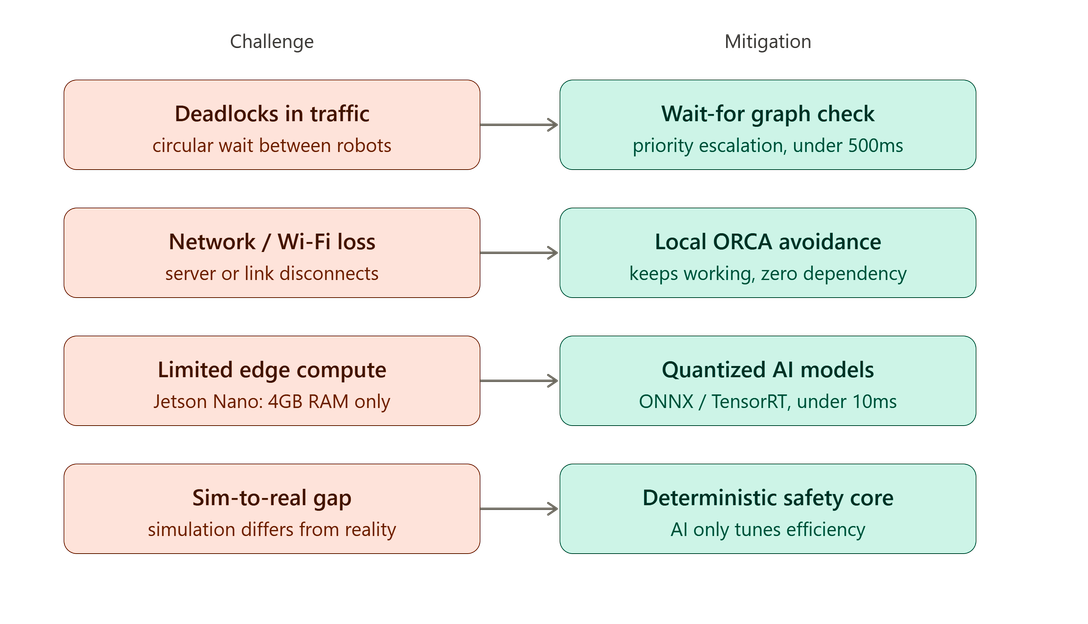 Challenge
Mitigation
Deadlocks in traffic
circular wait between robots
Wait-for graph check
priority escalation, under 500ms
Network / Wi-Fi loss
server or link disconnects
Local ORCA avoidance
keeps working, zero dependency
Limited edge compute
Jetson Nano: 4GB RAM only
Quantized AI models
ONNX / TensorRT, under 10ms
Sim-to-real gap
simulation differs from reality
Deterministic safety core
AI only tunes efficiency